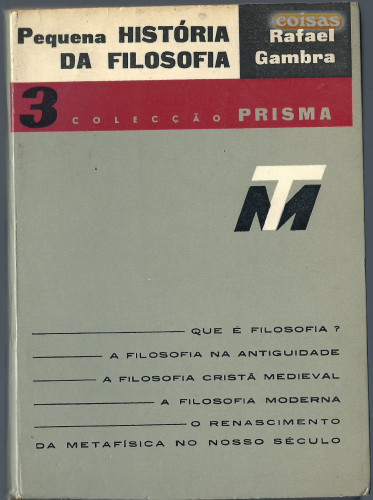 coisas
Pequena HISTÓRIA
DA FILOSOFIA
Rafael
Gambra
3 COLECÇÃO PRISMA
TM
QUE É FILOSOFIA ?
A FILOSOFIA NA ANTIGUIDADE
A FILOSOFIA CRISTÃ MEDIEVAL
A FILOSOFIA MODERNA
O RENASCIMENTO
DA METAFÍSICA NO NOSSO SÉCULO